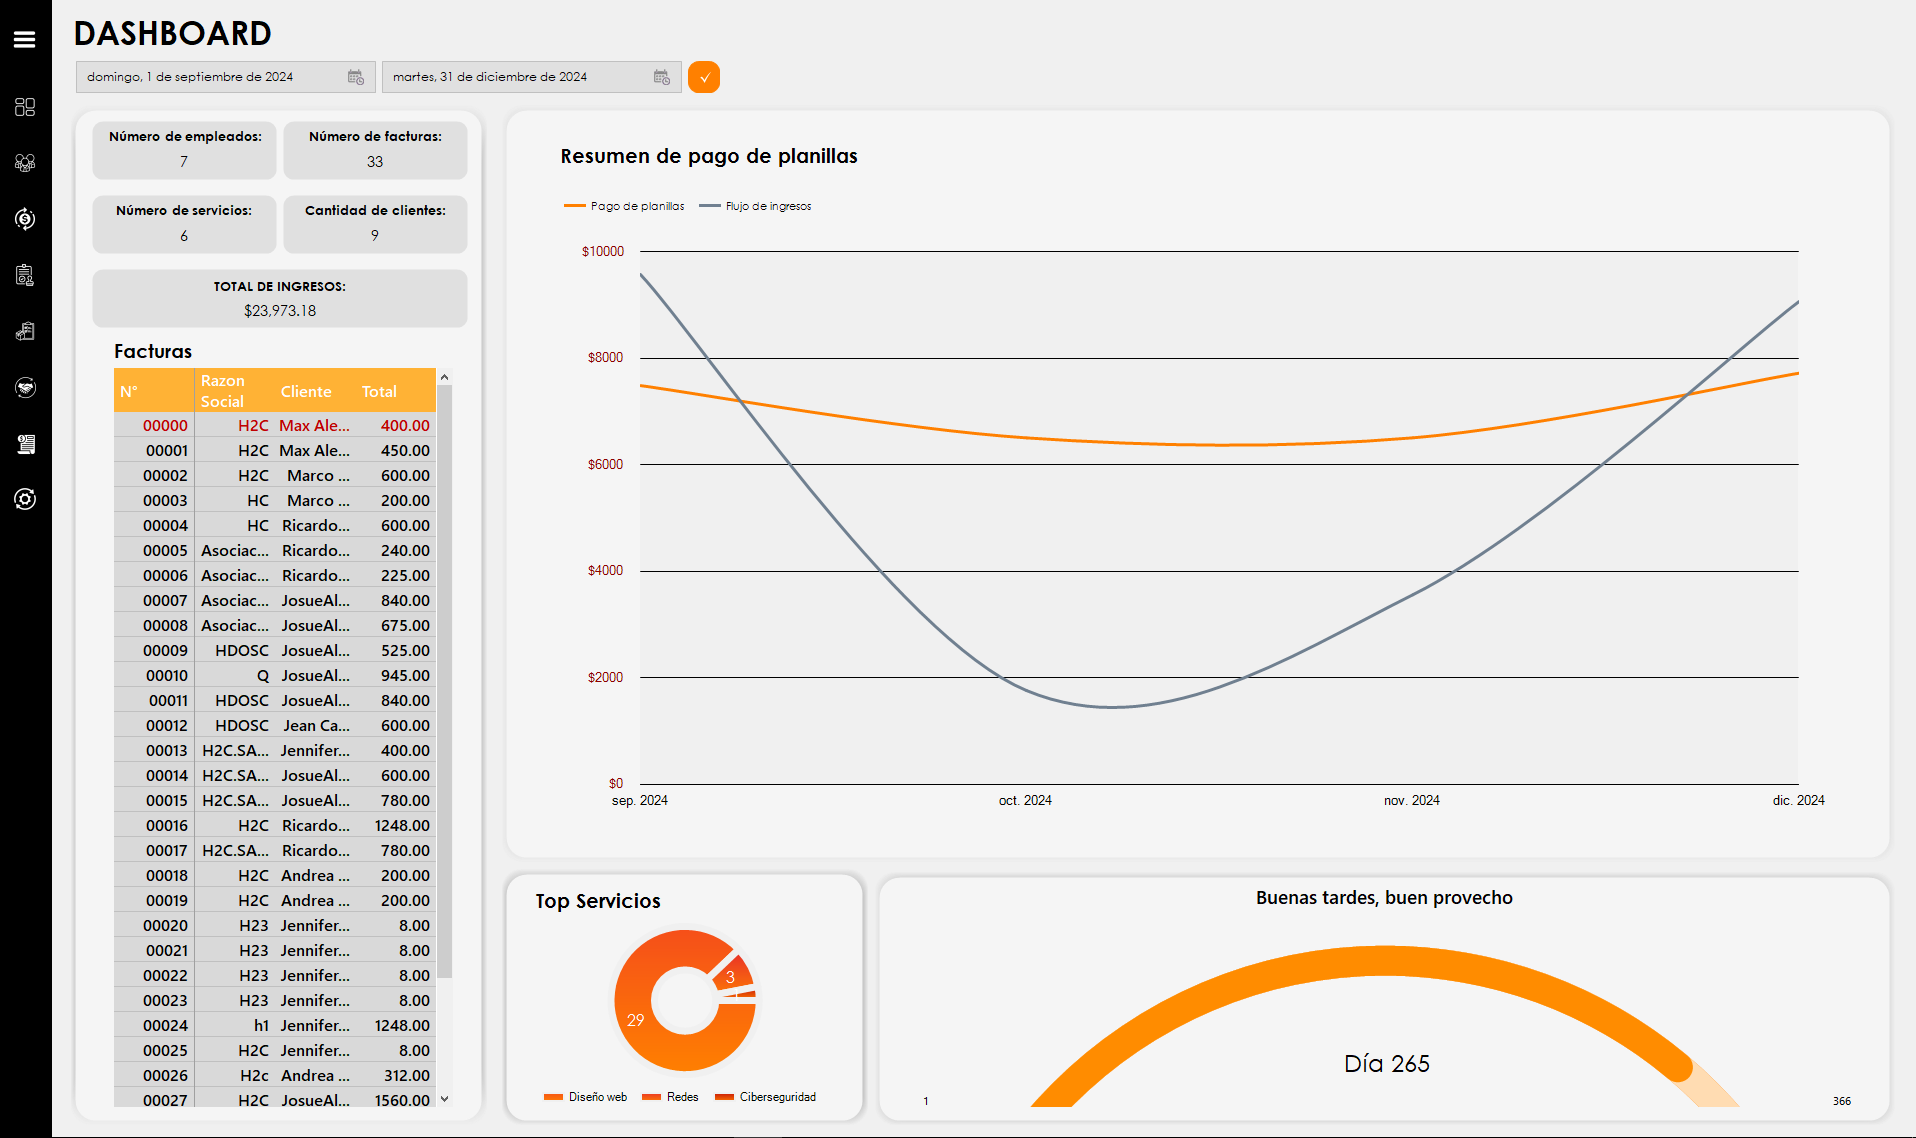 DASHBOARD
domingo, 1 de septiembre de 2024
martes, 31 de diciembre de 2024
Número de empleados:
7
Número de facturas:
33
Número de servicios:
6
Cantidad de clientes:
9
TOTAL DE INGRESOS:
$23,973.18
Facturas
N° Razon Social Cliente Total
00000 H2C Max Ale... 400.00
00001 H2C Max Ale... 450.00
00002 H2C Marco ... 600.00
00003 HC Marco ... 200.00
00004 HC Ricardo... 600.00
00005 Asociac... Ricardo... 240.00
00006 Asociac... Ricardo... 225.00
00007 Asociac... JosueAl... 840.00
00008 Asociac... JosueAl... 675.00
00009 HDOSC JosueAl... 525.00
00010 Q JosueAl... 945.00
00011 HDOSC JosueAl... 840.00
00012 HDOSC Jean Ca... 600.00
00013 H2C.SA... Jennifer... 400.00
00014 H2C.SA... JosueAl... 600.00
00015 H2C.SA... JosueAl... 780.00
00016 H2C Ricardo... 1248.00
00017 H2C.SA... Ricardo... 780.00
00018 H2C Andrea ... 200.00
00019 H2C Andrea ... 200.00
00020 H23 Jennifer... 8.00
00021 H23 Jennifer... 8.00
00022 H23 Jennifer... 8.00
00023 H23 Jennifer... 8.00
00024 h1 Jennifer... 1248.00
00025 H2C Jennifer... 8.00
00026 H2c Andrea ... 312.00
00027 H2C JosueAl... 1560.00
Resumen de pago de planillas
Pago de planillas Flujo de ingresos
$10000
$8000
$6000
$4000
$2000
$0
sep. 2024 oct. 2024 nov. 2024 dic. 2024
Top Servicios
3
29
Diseño web Redes Ciberseguridad
Buenas tardes, buen provecho
Día 265
1 366